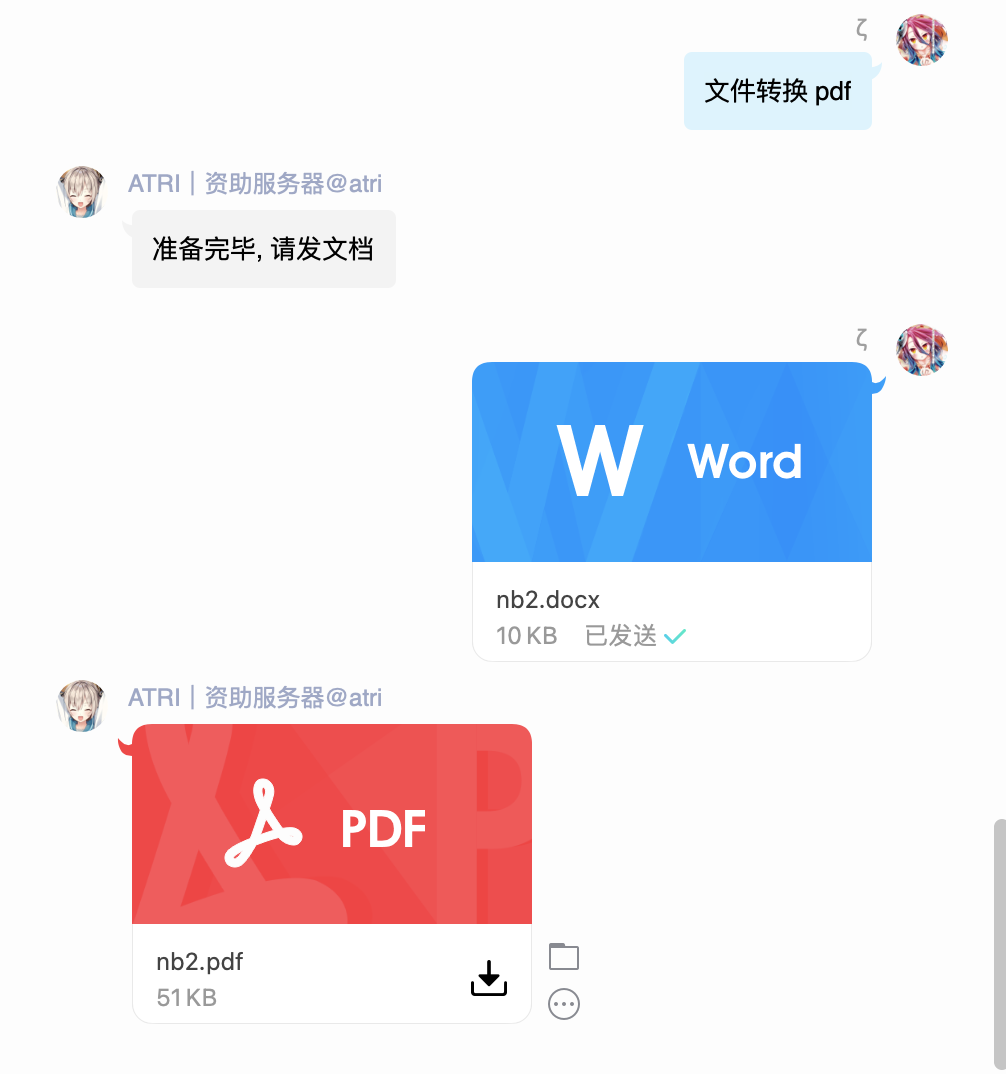 ζ
文件转换 pdf
ATRI｜资助服务器@atri
准备完毕, 请发文档
ζ
W Word
nb2.docx
10 KB 已发送
ATRI｜资助服务器@atri
PDF
nb2.pdf
51 KB